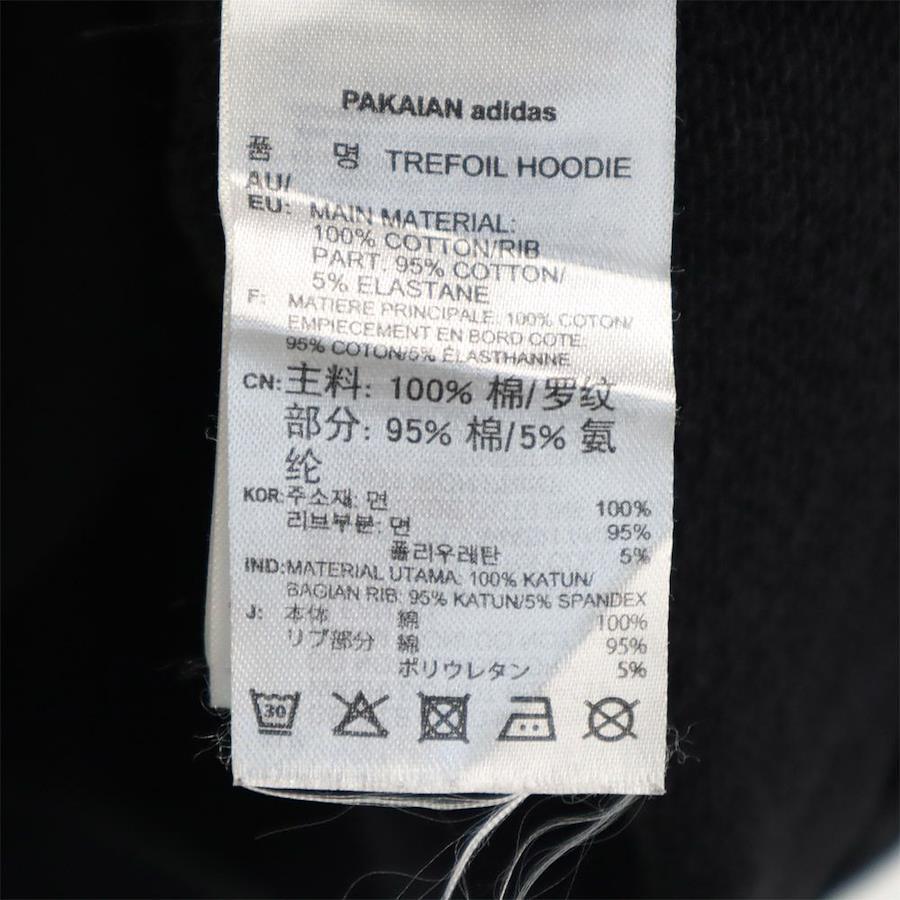 PAKAIAN adidas
품 명 TREFOIL HOODIE
AU/
EU: MAIN MATERIAL:
100% COTTON/RIB
PART: 95% COTTON/
5% ELASTANE
F: MATIERE PRINCIPALE: 100% COTON/
EMPIECEMENT EN BORD COTE:
95% COTON/5% ÉLASTHANNE
CN: 主料: 100% 棉/罗纹
部分: 95% 棉/5% 氨
纶
KOR: 주소재: 면 100%
리브부분: 면 95%
폴리우레탄 5%
IND: MATERIAL UTAMA: 100% KATUN/
BAGIAN RIB: 95% KATUN/5% SPANDEX
J: 本体 綿 100%
リブ部分 綿 95%
ポリウレタン 5%
30